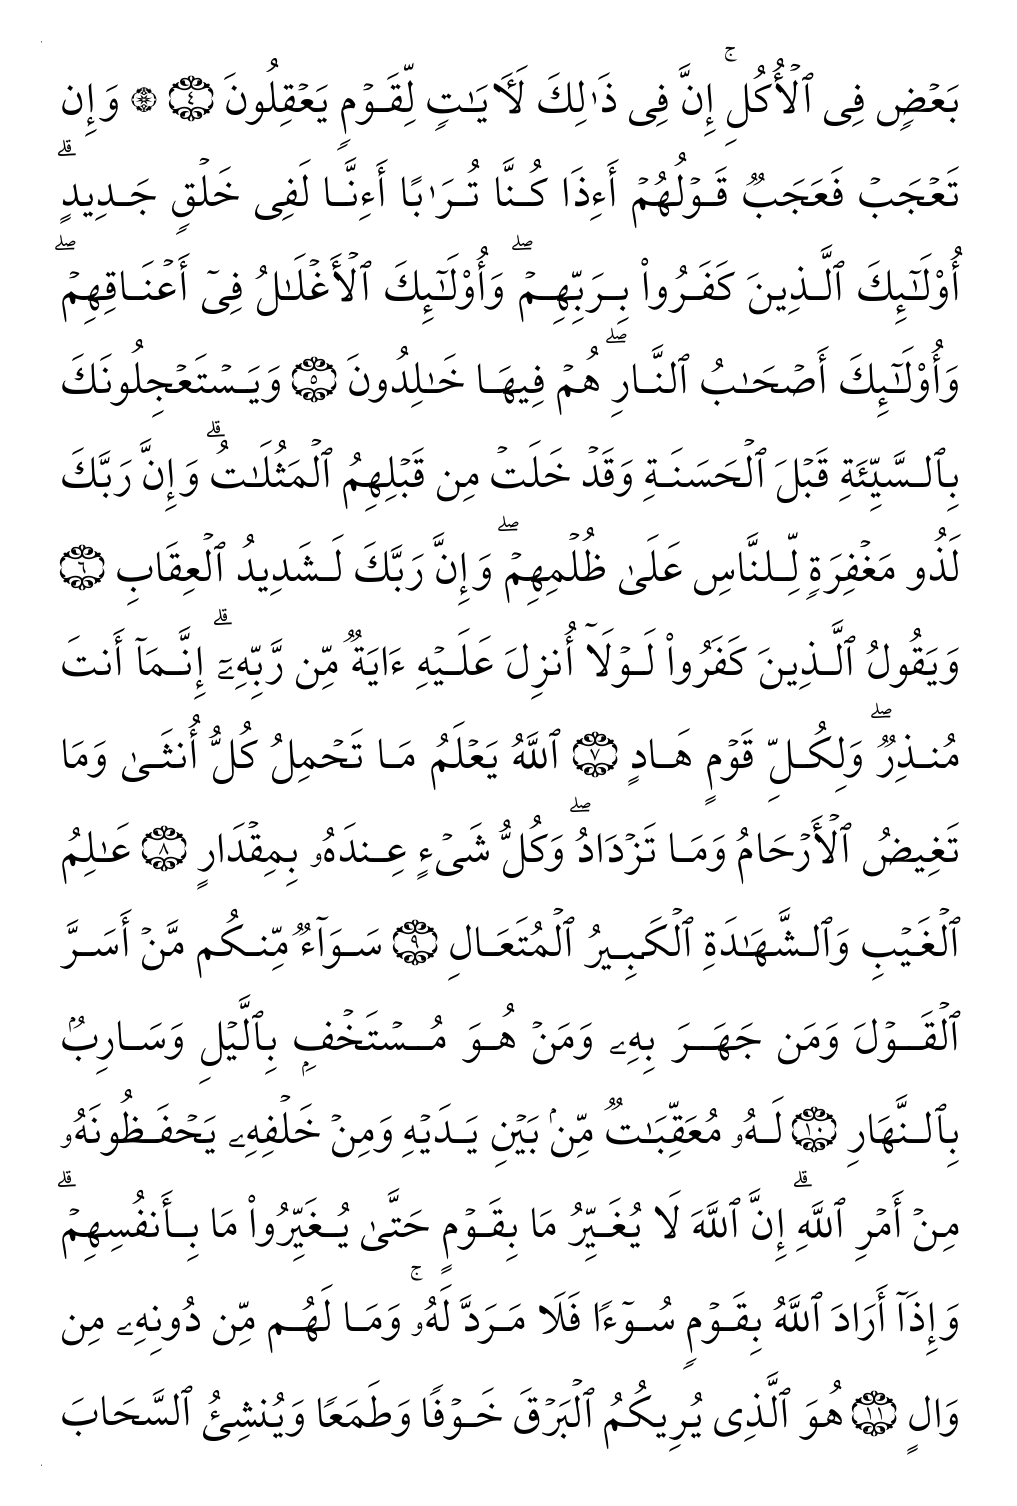 بَعۡضٖ فِي ٱلۡأُكُلِۚ إِنَّ فِي ذَٰلِكَ لَأٓيَٰتٖ لِّقَوۡمٖ يَعۡقِلُونَ ٤ ۞ وَإِن
تَعۡجَبۡ فَعَجَبٞ قَوۡلُهُمۡ أَءِذَا كُنَّا تُرَٰبًا أَءِنَّا لَفِي خَلۡقٖ جَدِيدٍۗ
أُوْلَٰٓئِكَ ٱلَّذِينَ كَفَرُواْ بِرَبِّهِمۡۖ وَأُوْلَٰٓئِكَ ٱلۡأَغۡلَٰلُ فِيٓ أَعۡنَاقِهِمۡۖ
وَأُوْلَٰٓئِكَ أَصۡحَٰبُ ٱلنَّارِۖ هُمۡ فِيهَا خَٰلِدُونَ ٥ وَيَسۡتَعۡجِلُونَكَ
بِٱلسَّيِّئَةِ قَبۡلَ ٱلۡحَسَنَةِ وَقَدۡ خَلَتۡ مِن قَبۡلِهِمُ ٱلۡمَثُلَٰتُۗ وَإِنَّ رَبَّكَ
لَذُو مَغۡفِرَةٖ لِّلنَّاسِ عَلَىٰ ظُلۡمِهِمۡۖ وَإِنَّ رَبَّكَ لَشَدِيدُ ٱلۡعِقَابِ ٦
وَيَقُولُ ٱلَّذِينَ كَفَرُواْ لَوۡلَآ أُنزِلَ عَلَيۡهِ ءَايَةٞ مِّن رَّبِّهِۦٓۗ إِنَّمَآ أَنتَ
مُنذِرٞۖ وَلِكُلِّ قَوۡمٍ هَادٍ ٧ ٱللَّهُ يَعۡلَمُ مَا تَحۡمِلُ كُلُّ أُنثَىٰ وَمَا
تَغِيضُ ٱلۡأَرۡحَامُ وَمَا تَزۡدَادُۖ وَكُلُّ شَيۡءٍ عِندَهُۥ بِمِقۡدَارٍ ٨ عَٰلِمُ
ٱلۡغَيۡبِ وَٱلشَّهَٰدَةِ ٱلۡكَبِيرُ ٱلۡمُتَعَالِ ٩ سَوَآءٞ مِّنكُم مَّنۡ أَسَرَّ
ٱلۡقَوۡلَ وَمَن جَهَرَ بِهِۦ وَمَنۡ هُوَ مُسۡتَخۡفِۭ بِٱلَّيۡلِ وَسَارِبُۢ
بِٱلنَّهَارِ ١٠ لَهُۥ مُعَقِّبَٰتٞ مِّنۢ بَيۡنِ يَدَيۡهِ وَمِنۡ خَلۡفِهِۦ يَحۡفَظُونَهُۥ
مِنۡ أَمۡرِ ٱللَّهِۗ إِنَّ ٱللَّهَ لَا يُغَيِّرُ مَا بِقَوۡمٍ حَتَّىٰ يُغَيِّرُواْ مَا بِأَنفُسِهِمۡۗ
وَإِذَآ أَرَادَ ٱللَّهُ بِقَوۡمٖ سُوٓءٗا فَلَا مَرَدَّ لَهُۥۚ وَمَا لَهُم مِّن دُونِهِۦ مِن
وَالٍ ١١ هُوَ ٱلَّذِي يُرِيكُمُ ٱلۡبَرۡقَ خَوۡفٗا وَطَمَعٗا وَيُنشِئُ ٱلسَّحَابَ